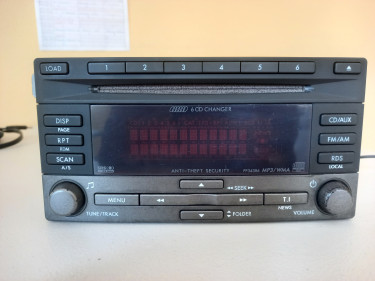 LOAD 1 2 3 4 5 6
6 CD CHANGER
DISP
PAGE
RPT
SCAN
A/S
CD/AUX
FM/AM
RDS
LOCAL
ANTI-THEFT SECURITY
MP3/WMA
MENU
SEEK
T.I
NEWS
FOLDER
TUNE/TRACK
VOLUME